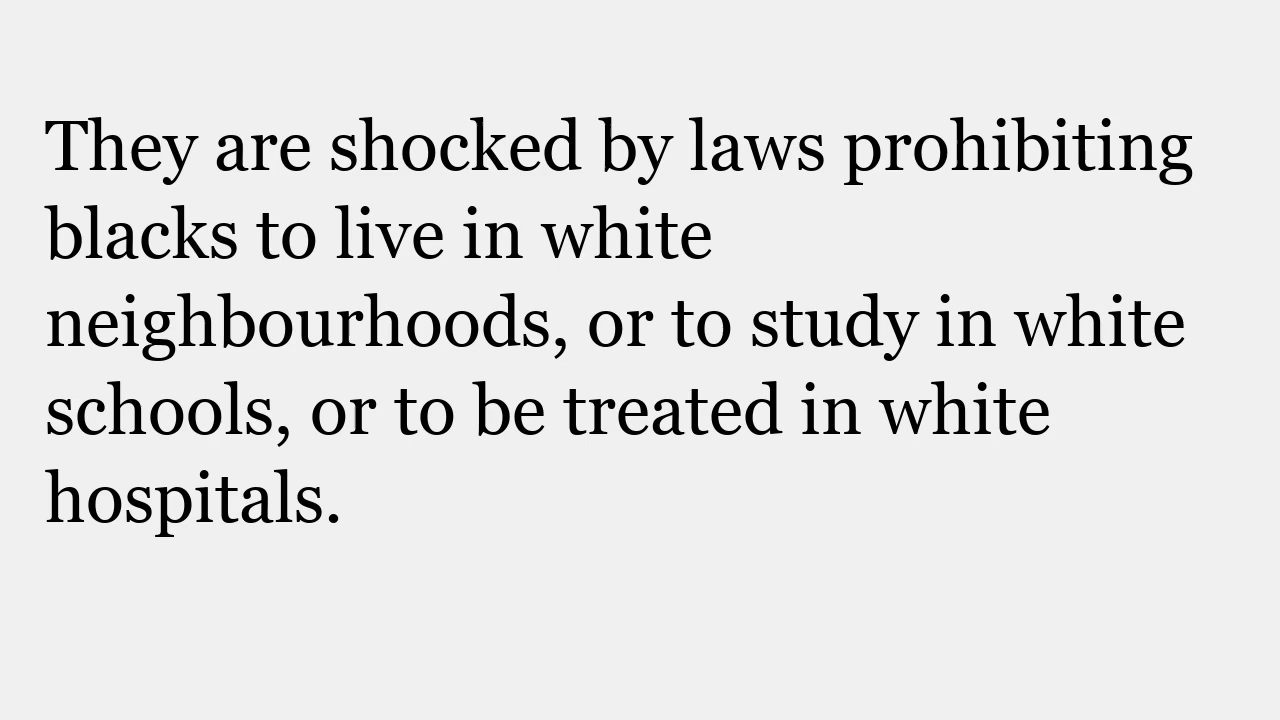 They are shocked by laws prohibiting
blacks to live in white
neighbourhoods, or to study in white
schools, or to be treated in white
hospitals.